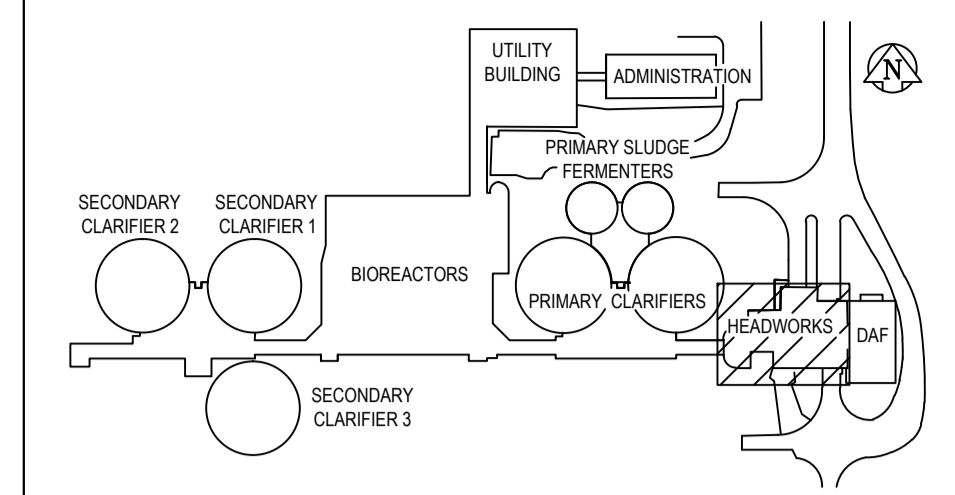 UTILITY
BUILDING
ADMINISTRATION
N
PRIMARY SLUDGE
FERMENTERS
SECONDARY
CLARIFIER 2
SECONDARY
CLARIFIER 1
BIOREACTORS
PRIMARY CLARIFIERS
HEADWORKS
DAF
SECONDARY
CLARIFIER 3